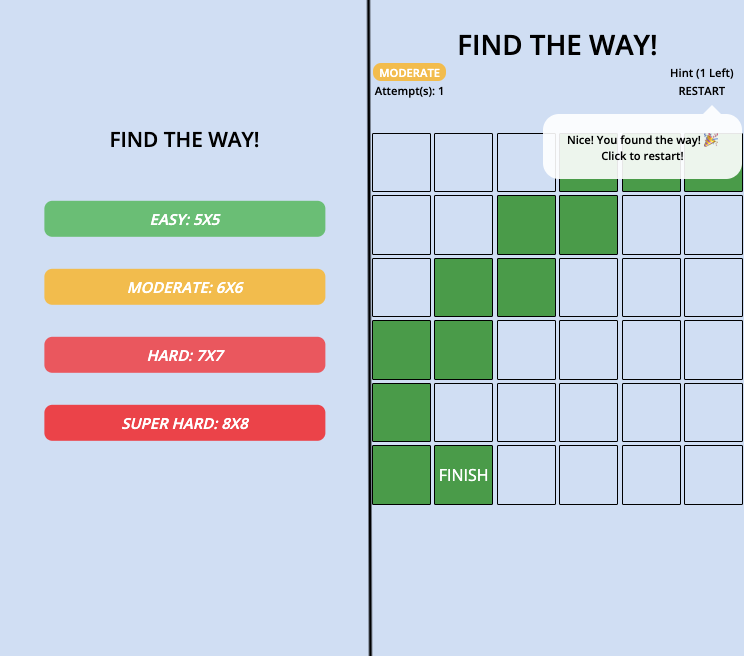 FIND THE WAY!
EASY: 5X5
MODERATE: 6X6
HARD: 7X7
SUPER HARD: 8X8
FIND THE WAY!
MODERATE
Hint (1 Left)
Attempt(s): 1
RESTART
Nice! You found the way! 🎉
Click to restart!
FINISH